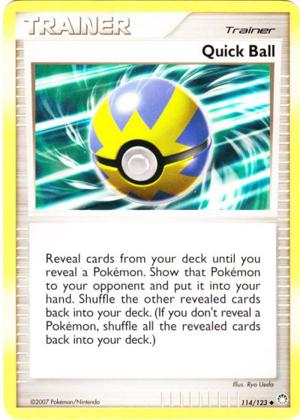 TRAINER
Trainer
Quick Ball
Reveal cards from your deck until you
reveal a Pokémon. Show that Pokémon
to your opponent and put it into
your hand. Shuffle the other
revealed cards back into your deck.
(If you don't reveal a Pokémon,
shuffle all the revealed cards
back into your deck.)
Illus. Ryo Ueda
©2007 Pokémon/Nintendo
114/123